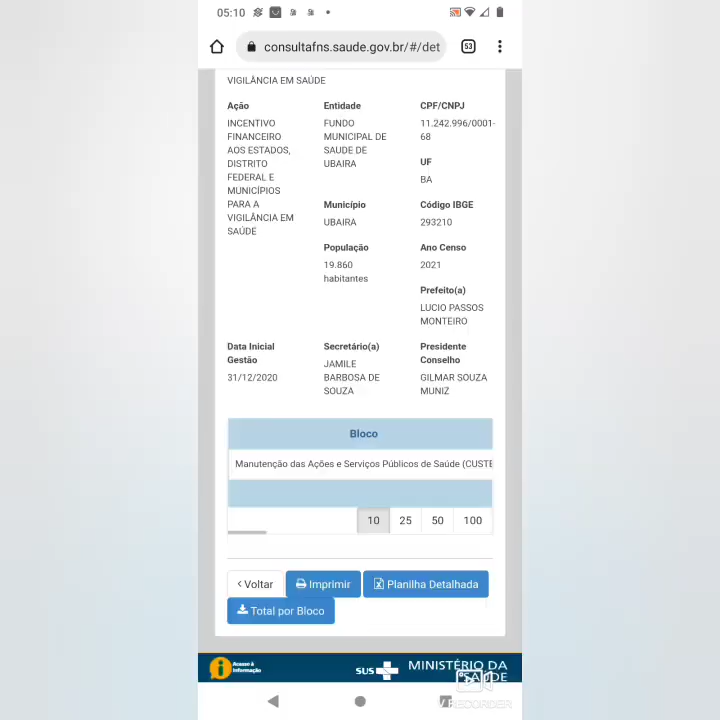 05:10
53
consultafns.saude.gov.br/#/det
VIGILÂNCIA EM SAÚDE
Ação
INCENTIVO
FINANCEIRO
AOS ESTADOS,
DISTRITO
FEDERAL E
MUNICÍPIOS
PARA A
VIGILÂNCIA EM
SAÚDE
Entidade
FUNDO
MUNICIPAL DE
SAUDE DE
UBAIRA
CPF/CNPJ
11.242.996/0001-
68
UF
BA
Município
UBAIRA
Código IBGE
293210
População
19.860
habitantes
Ano Censo
2021
Prefeito(a)
LUCIO PASSOS
MONTEIRO
Data Inicial
Gestão
31/12/2020
Secretário(a)
JAMILE
BARBOSA DE
SOUZA
Presidente
Conselho
GILMAR SOUZA
MUNIZ
Bloco
Manutenção das Ações e Serviços Públicos de Saúde (CUSTE
10 25 50 100
Voltar
Imprimir
Planilha Detalhada
Total por Bloco
Acesso à
Informação
SUS
MINISTÉRIO DA
SAÚDE
RECORDER